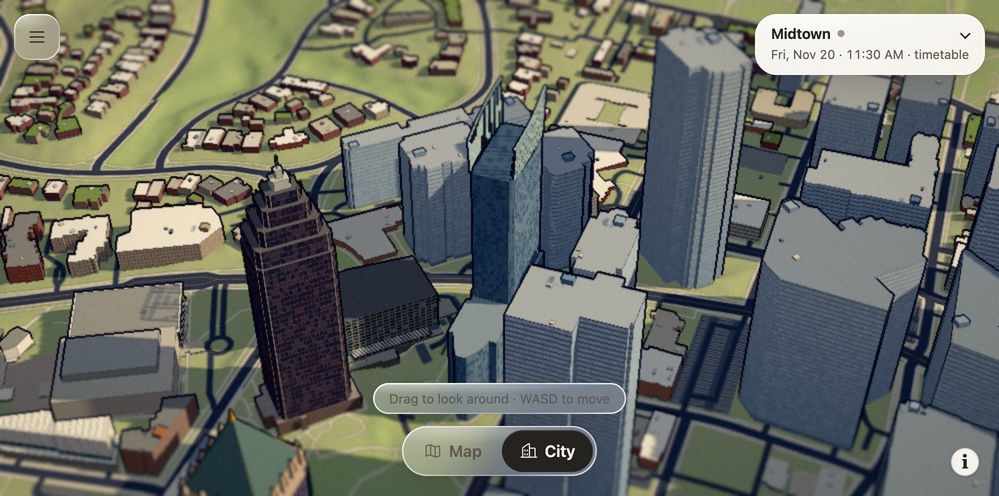 Midtown
Fri, Nov 20 · 11:30 AM · timetable
Drag to look around · WASD to move
Map
City
i